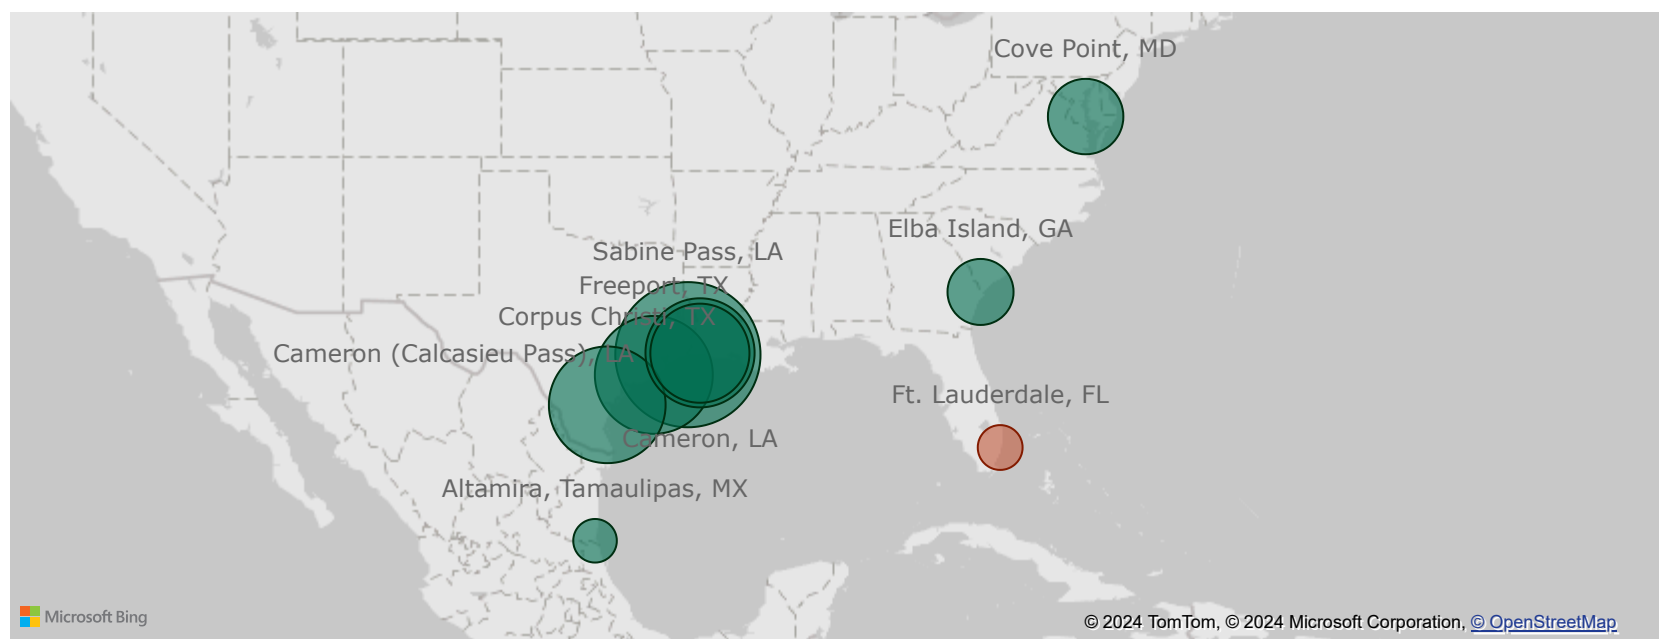 Cove Point, MD
Elba Island, GA
Sabine Pass, LA
Freeport, TX
Corpus Christi, TX
Cameron (Calcasieu Pass), LA
Ft. Lauderdale, FL
Cameron, LA
Altamira, Tamaulipas, MX
Microsoft Bing
© 2024 TomTom, © 2024 Microsoft Corporation, © OpenStreetMap